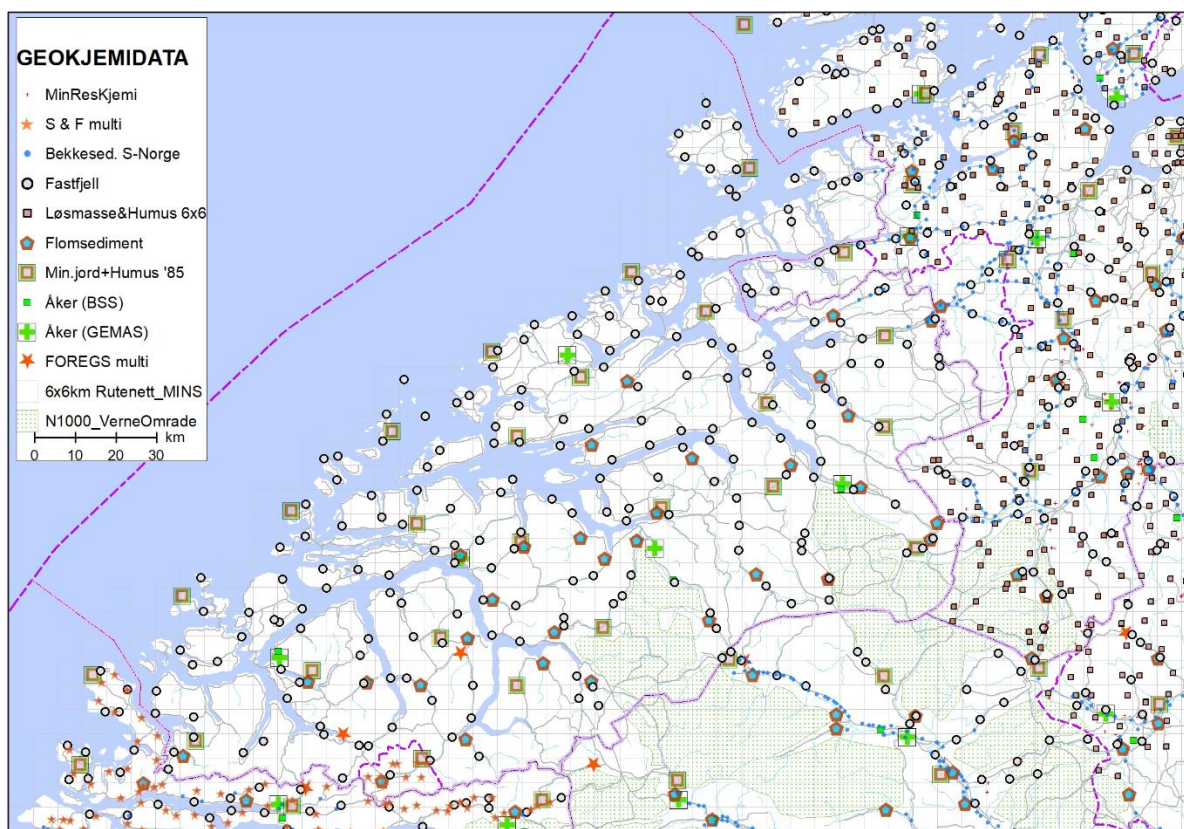 GEOKJEMIDATA
MinResKjemi
S & F multi
Bekkesed. S-Norge
Fastfjell
Løsmasse&Humus 6x6
Flomsediment
Min.jord+Humus '85
Åker (BSS)
Åker (GEMAS)
FOREGS multi
6x6km Rutenett_MINS
N1000_VerneOmrade
km
0 10 20 30